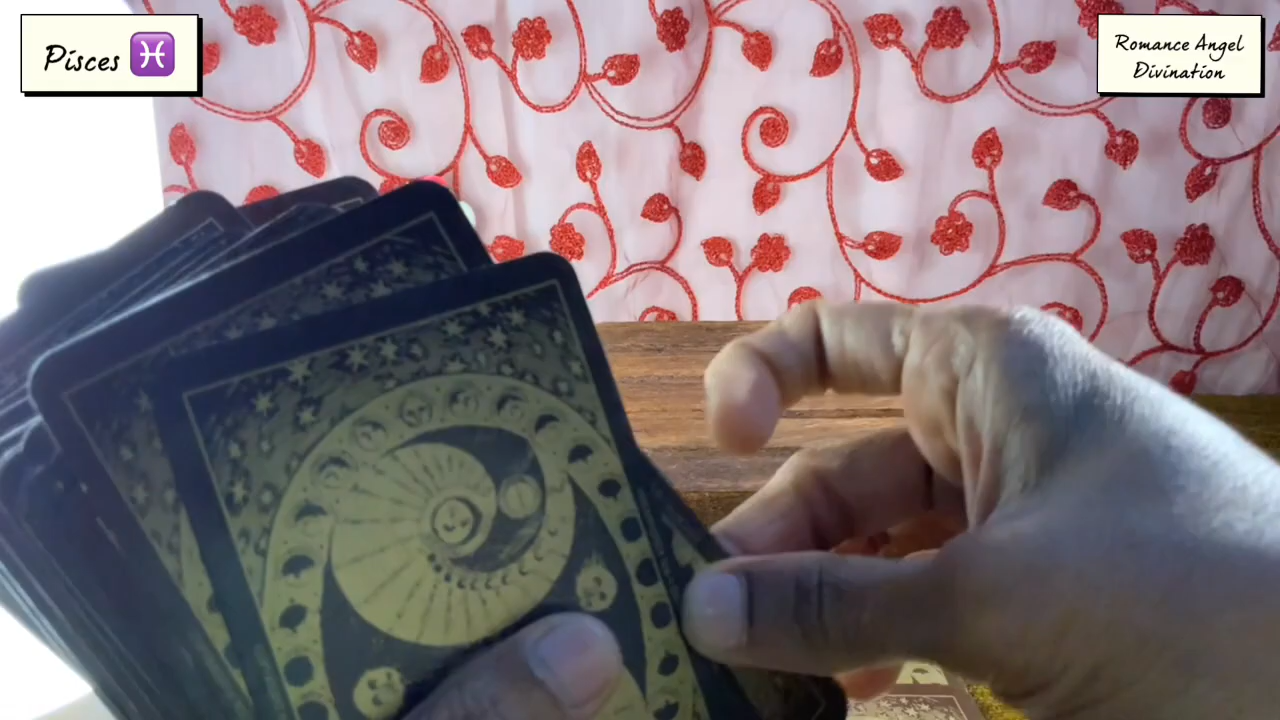 Pisces ♓
Romance Angel
Divination